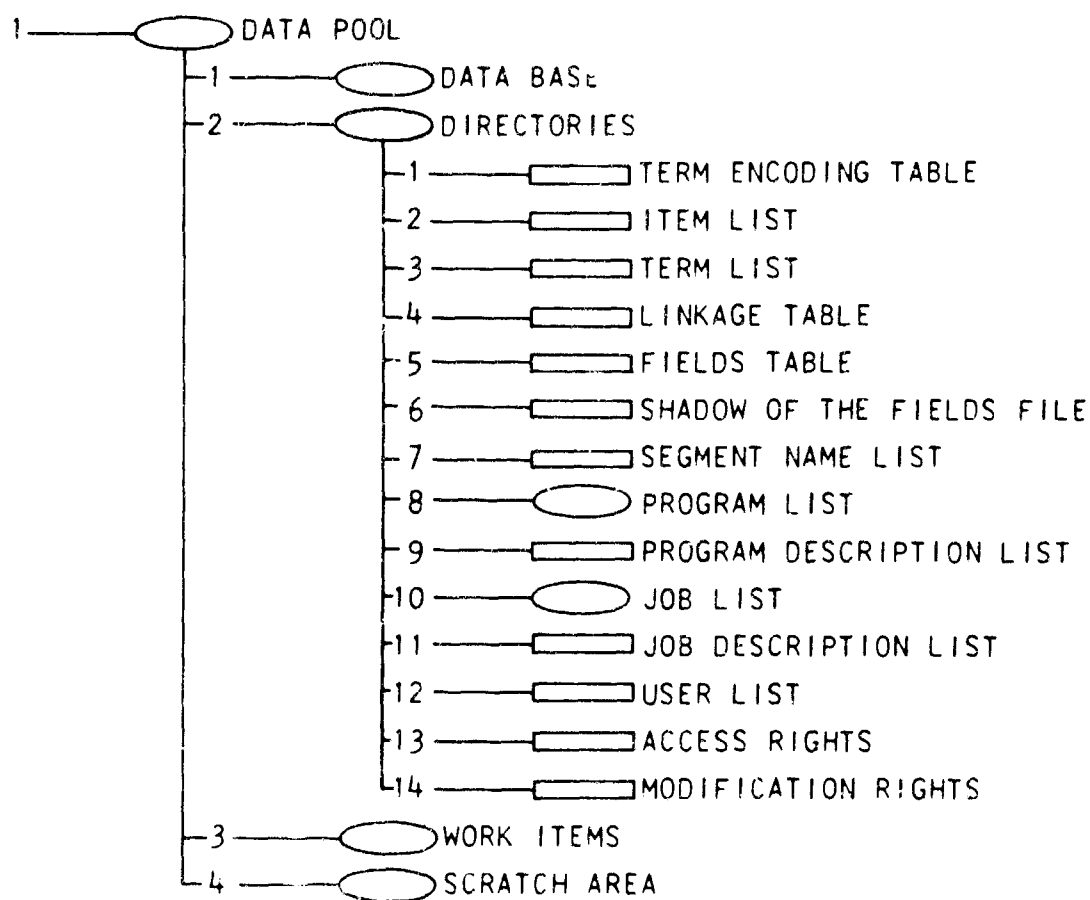 1 DATA POOL
1 DATA BASE
2 DIRECTORIES
1 TERM ENCODING TABLE
2 ITEM LIST
3 TERM LIST
4 LINKAGE TABLE
5 FIELDS TABLE
6 SHADOW OF THE FIELDS FILE
7 SEGMENT NAME LIST
8 PROGRAM LIST
9 PROGRAM DESCRIPTION LIST
10 JOB LIST
11 JOB DESCRIPTION LIST
12 USER LIST
13 ACCESS RIGHTS
14 MODIFICATION RIGHTS
3 WORK ITEMS
4 SCRATCH AREA